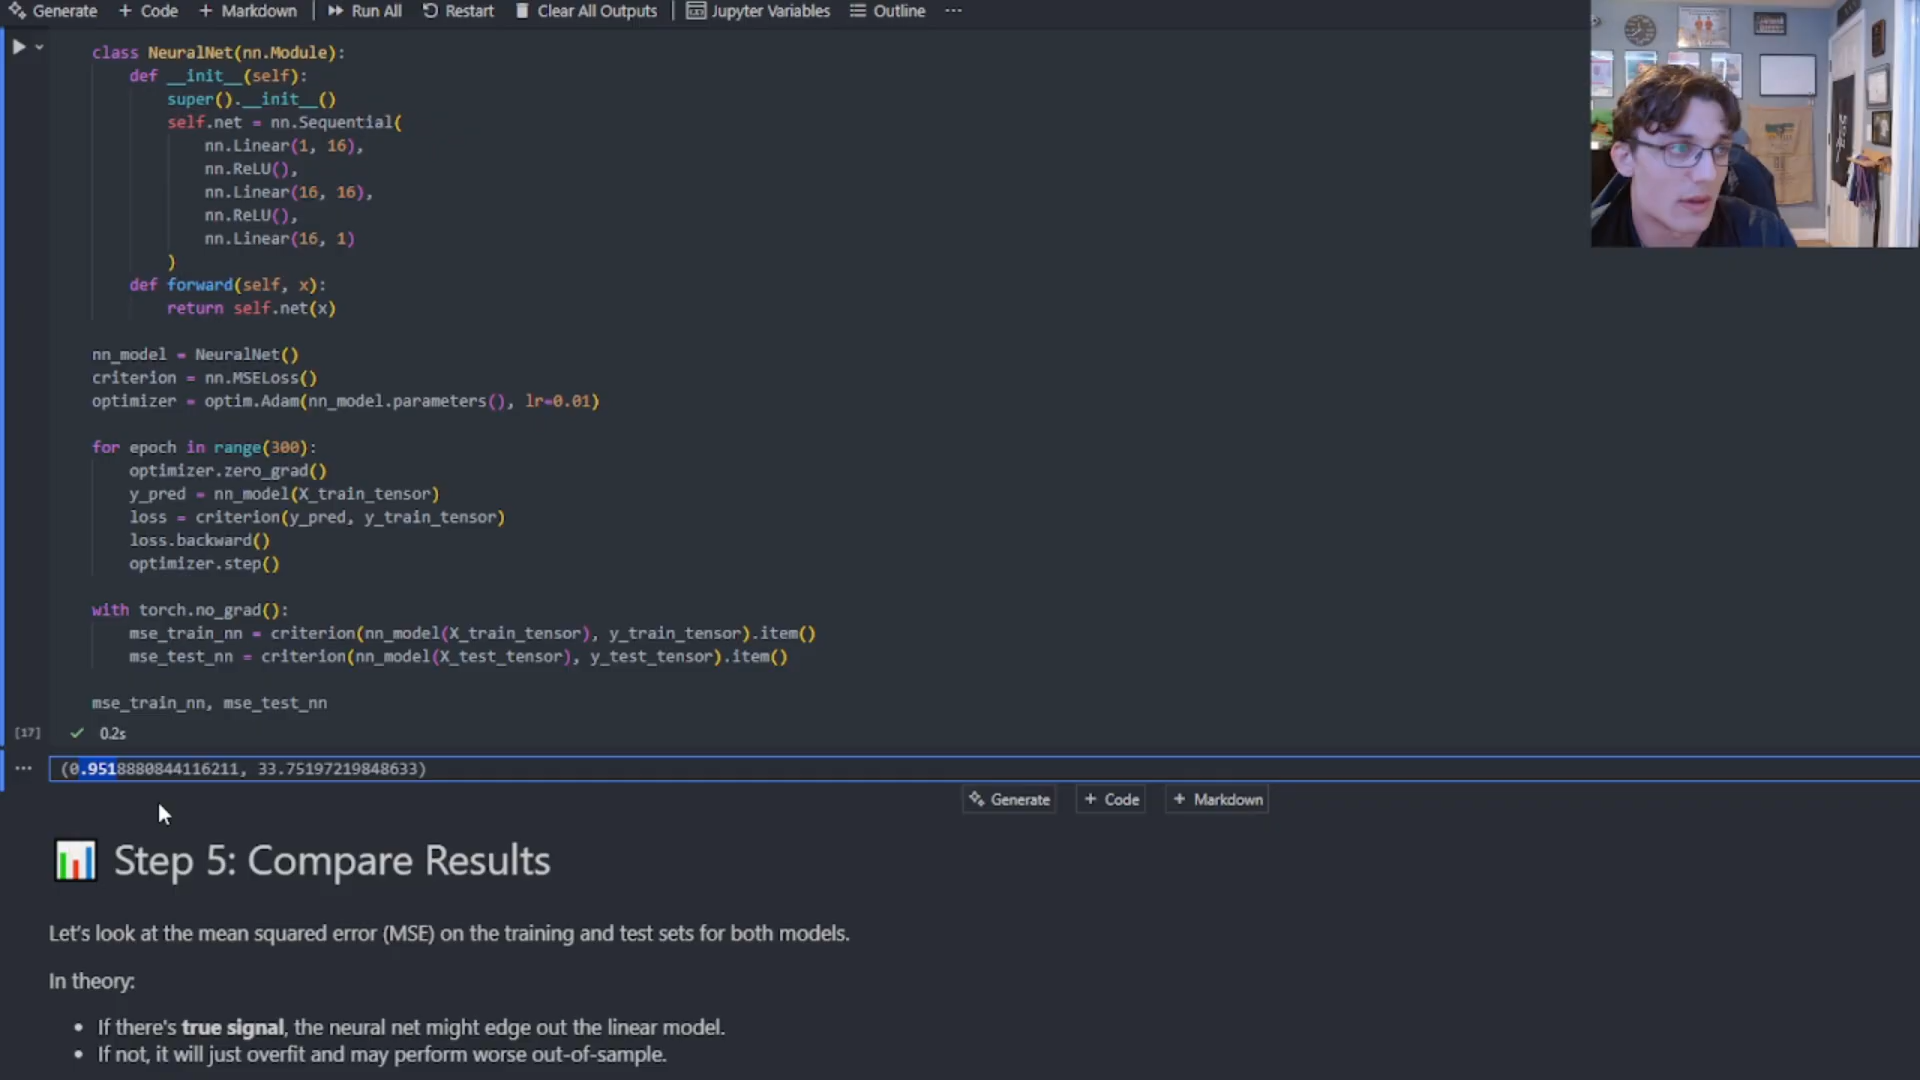 Generate + Code + Markdown Run All Restart Clear All Outputs Jupyter Variables Outline ...
class NeuralNet(nn.Module):
def __init__(self):
super().__init__()
self.net = nn.Sequential(
nn.Linear(1, 16),
nn.ReLU(),
nn.Linear(16, 16),
nn.ReLU(),
nn.Linear(16, 1)
)
def forward(self, x):
return self.net(x)
nn_model = NeuralNet()
criterion = nn.MSELoss()
optimizer = optim.Adam(nn_model.parameters(), lr=0.01)
for epoch in range(300):
optimizer.zero_grad()
y_pred = nn_model(X_train_tensor)
loss = criterion(y_pred, y_train_tensor)
loss.backward()
optimizer.step()
with torch.no_grad():
mse_train_nn = criterion(nn_model(X_train_tensor), y_train_tensor).item()
mse_test_nn = criterion(nn_model(X_test_tensor), y_test_tensor).item()
mse_train_nn, mse_test_nn
[17] 0.2s
... (0.9518880844116211, 33.75197219848633)
Generate + Code + Markdown
Step 5: Compare Results
Let's look at the mean squared error (MSE) on the training and test sets for both models.
In theory:
• If there's true signal, the neural net might edge out the linear model.
• If not, it will just overfit and may perform worse out-of-sample.